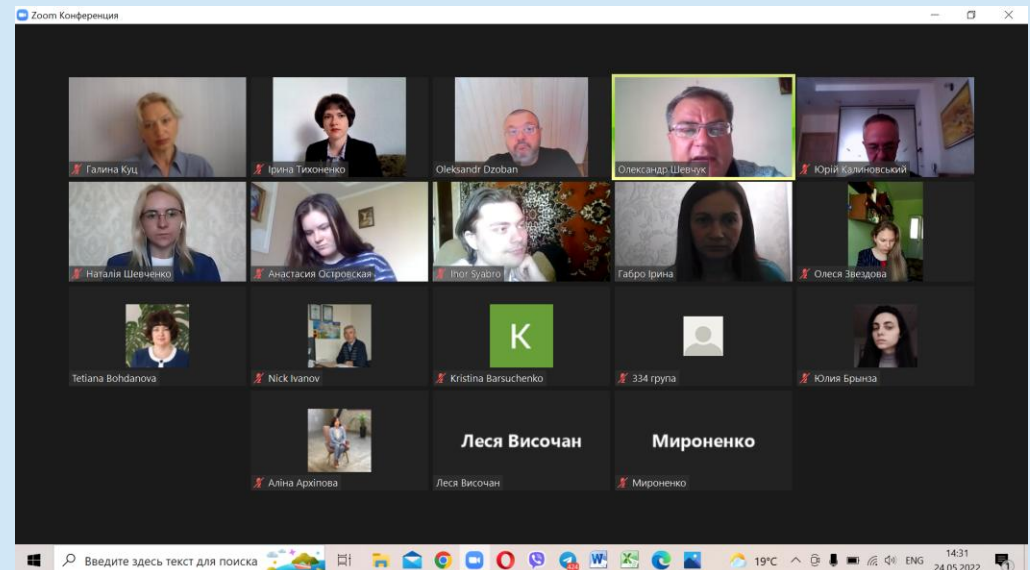 Zoom Конференция
Галина Куц
Ірина Тихоненко
Oleksandr Dzoban
Олександр Шевчук
Юрій Калиновський
Наталія Шевченко
Анастасия Островская
Ihor Syabro
Габро Ірина
Олеся Звездова
Tetiana Bohdanova
Nick Ivanov
K
Kristina Barsuchenko
334 група
Юлия Брынза
Аліна Архіпова
Леся Височан
Леся Височан
Мироненко
Мироненко
Введите здесь текст для поиска
19°C
ENG
14:31
24.05.2022